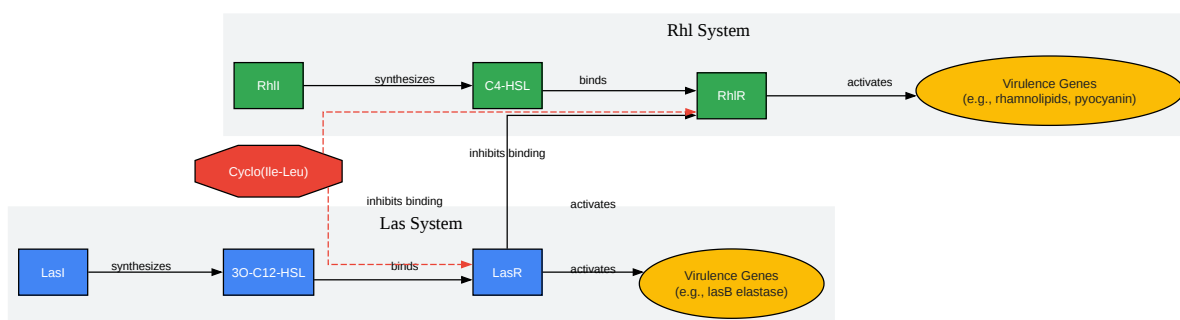 Rhl System
RhlI
synthesizes
C4-HSL
binds
RhlR
activates
Virulence Genes
(e.g., rhamnolipids, pyocanin)
inhibits binding
Cyclo(Ile-Leu)
inhibits binding
activates
Las System
LasI
synthesizes
3O-C12-HSL
binds
LasR
activates
Virulence Genes
(e.g., lasB elastase)